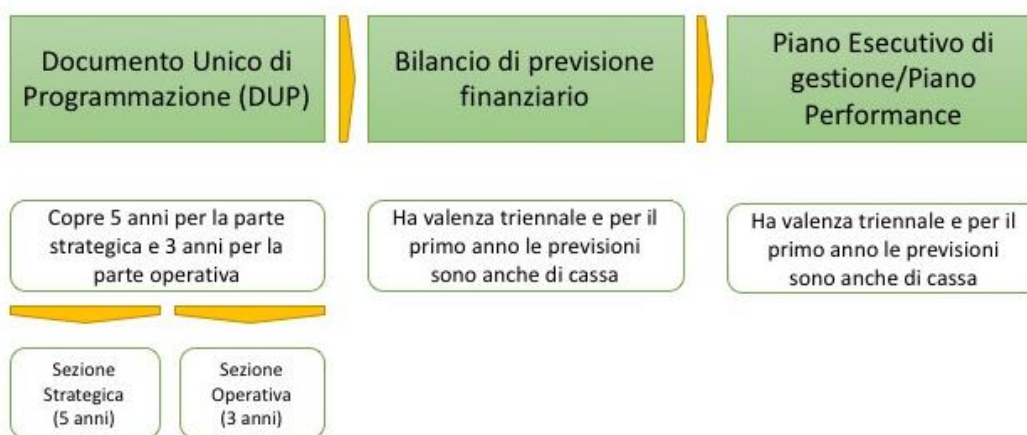 Documento Unico di
Programmazione (DUP)
Bilancio di previsione
finanziario
Piano Esecutivo di
gestione/Piano
Performance
Copre 5 anni per la parte
strategica e 3 anni per la
parte operativa
Ha valenza triennale e per il
primo anno le previsioni
sono anche di cassa
Ha valenza triennale e per il
primo anno le previsioni
sono anche di cassa
Sezione
Strategica
(5 anni)
Sezione
Operativa
(3 anni)